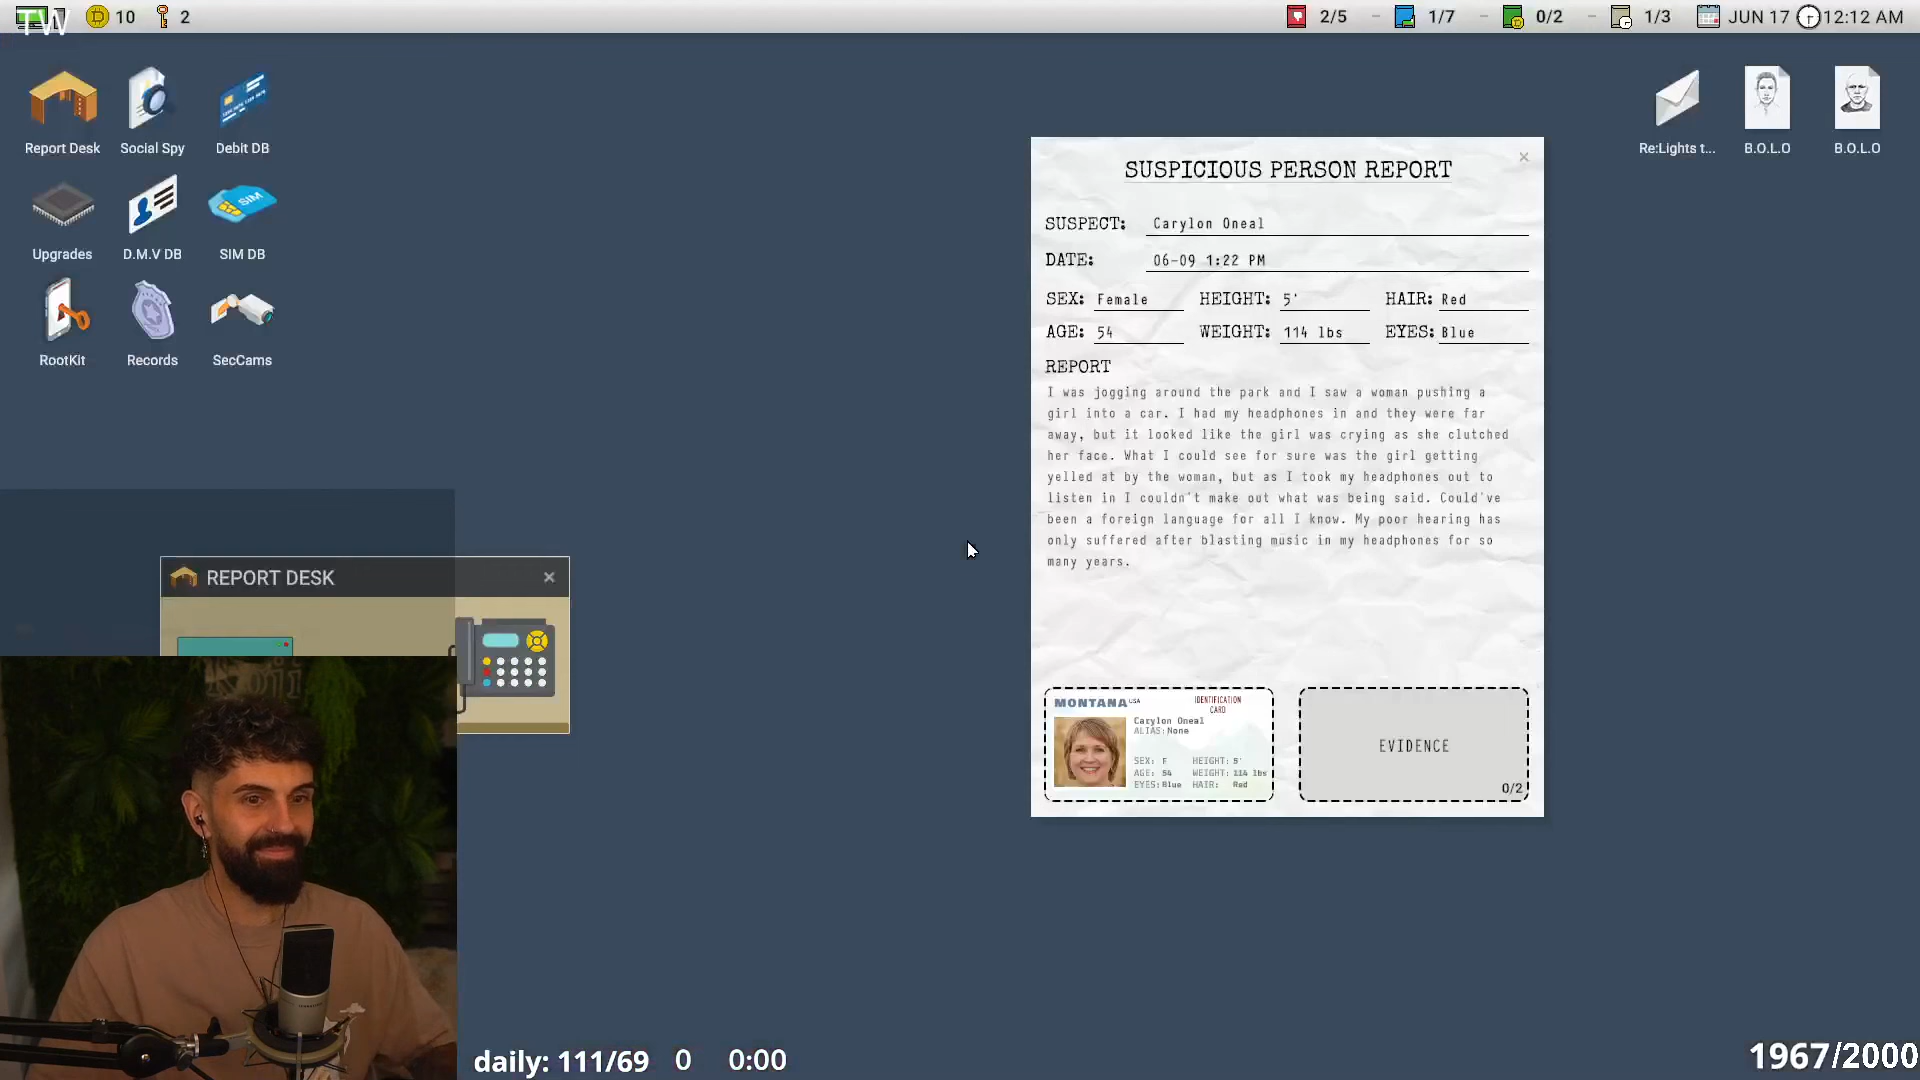 TW
10
2
2/5
1/7
0/2
1/3
JUN 17
12:12 AM
Report Desk
Social Spy
Debit DB
Upgrades
D.M.V DB
SIM DB
RootKit
Records
SecCams
Re:Lights t...
B.O.L.O
B.O.L.O
SIM
REPORT DESK
SUSPICIOUS PERSON REPORT
SUSPECT: Carylon Oneal
DATE: 06-09 1:22 PM
SEX: Female HEIGHT: 5' HAIR: Red
AGE: 54 WEIGHT: 114 lbs EYES: Blue
REPORT
I was jogging around the park and I saw a woman pushing a
girl into a car. I had my headphones in and they were far
away, but it looked like the girl was crying as she clutched
her face. What I could see for sure was the girl getting
yelled at by the woman, but as I took my headphones out to
listen in I couldn't make out what was being said. Could've
been a foreign language for all I know. My poor hearing has
only suffered after blasting music in my headphones for so
many years.
MONTANA USA
IDENTIFICATION
CARD
Carylon Oneal
ALIAS: None
SEX: F HEIGHT: 5'
AGE: 54 WEIGHT: 114 lbs
EYES: Blue HAIR: Red
EVIDENCE
0/2
daily: 111/69 0 0:00
1967/2000